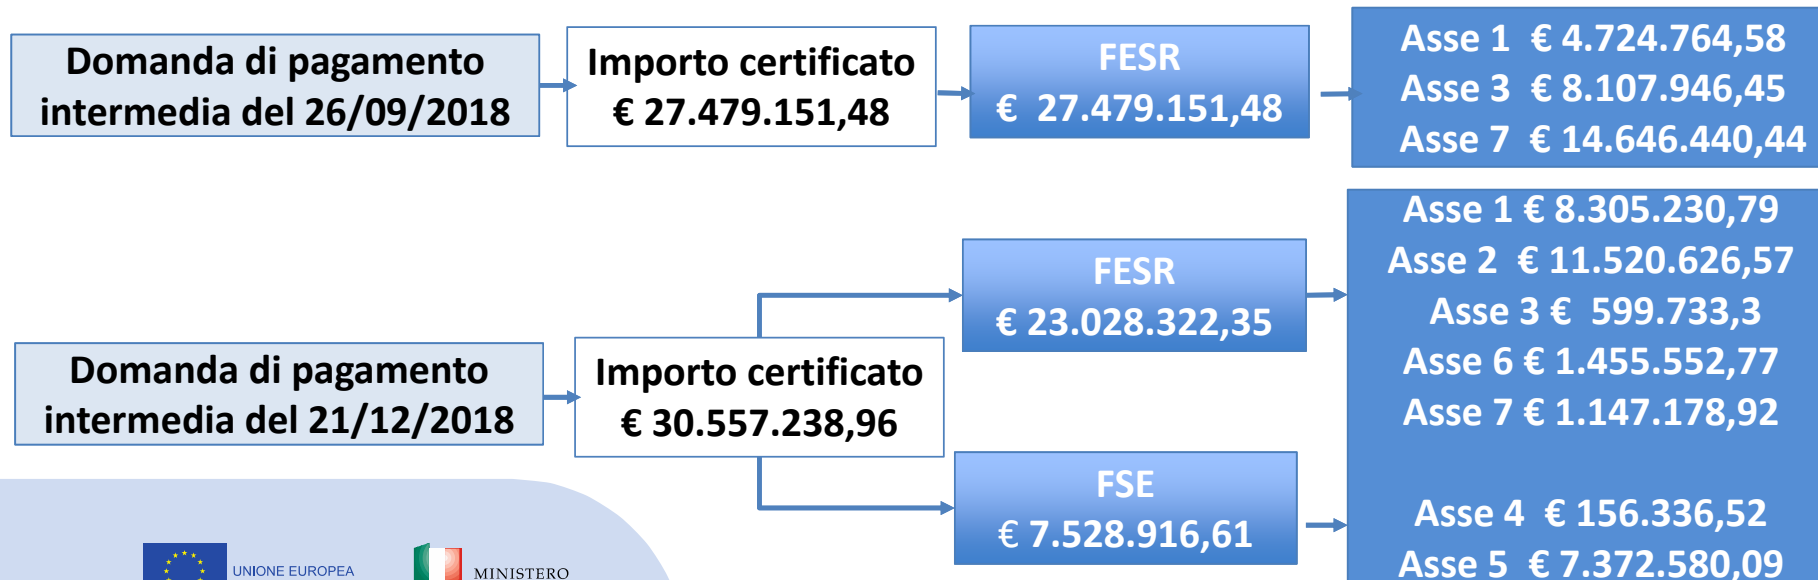 Domanda di pagamento
intermedia del 26/09/2018
Importo certificato
€ 27.479.151,48
FESR
€ 27.479.151,48
Asse 1 € 4.724.764,58
Asse 3 € 8.107.946,45
Asse 7 € 14.646.440,44
Domanda di pagamento
intermedia del 21/12/2018
Importo certificato
€ 30.557.238,96
FESR
€ 23.028.322,35
Asse 1 € 8.305.230,79
Asse 2 € 11.520.626,57
Asse 3 € 599.733,3
Asse 6 € 1.455.552,77
Asse 7 € 1.147.178,92
FSE
€ 7.528.916,61
Asse 4 € 156.336,52
Asse 5 € 7.372.580,09
UNIONE EUROPEA
MINISTERO